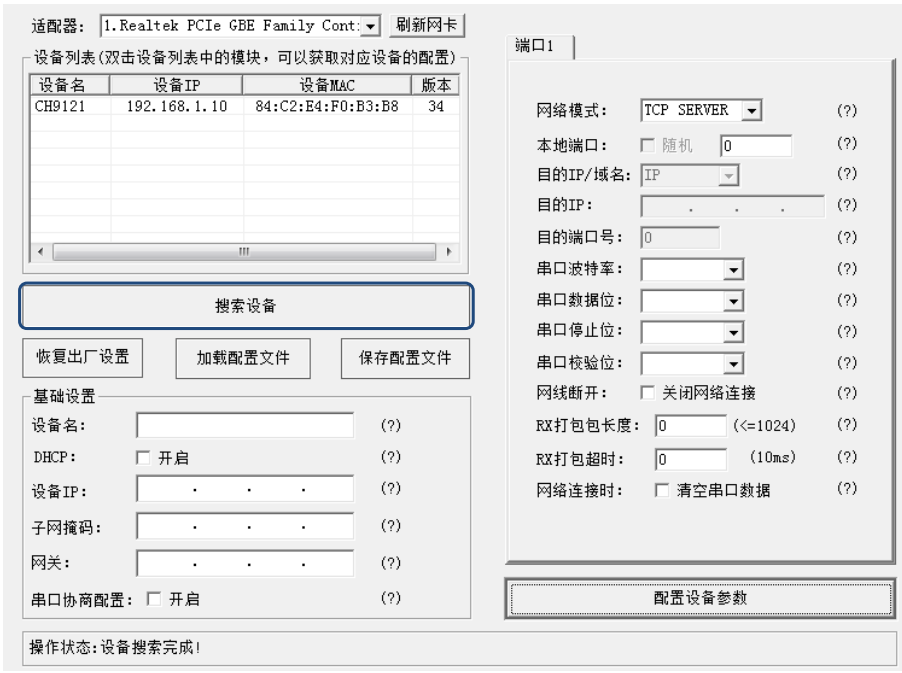 适配器: 1.Realtek PCIe GBE Family Cont: 刷新网卡
设备列表(双击设备列表中的模块，可以获取对应设备的配置)
设备名 设备IP 设备MAC 版本
CH9121 192.168.1.10 84:C2:E4:F0:B3:B8 34
搜索设备
恢复出厂设置 加载配置文件 保存配置文件
基础设置
设备名: (?)
DHCP: 开启 (?)
设备IP: . . . (?)
子网掩码: . . . (?)
网关: . . . (?)
串口协商配置: 开启 (?)
端口1
网络模式: TCP SERVER (?)
本地端口: 随机 0 (?)
目的IP/域名: IP (?)
目的IP: . . . (?)
目的端口号: 0 (?)
串口波特率: (?)
串口数据位: (?)
串口停止位: (?)
串口校验位: (?)
网线断开: 关闭网络连接 (?)
RX打包包长度: 0 (<=1024) (?)
RX打包超时: 0 (10ms) (?)
网络连接时: 清空串口数据 (?)
配置设备参数
操作状态:设备搜索完成!